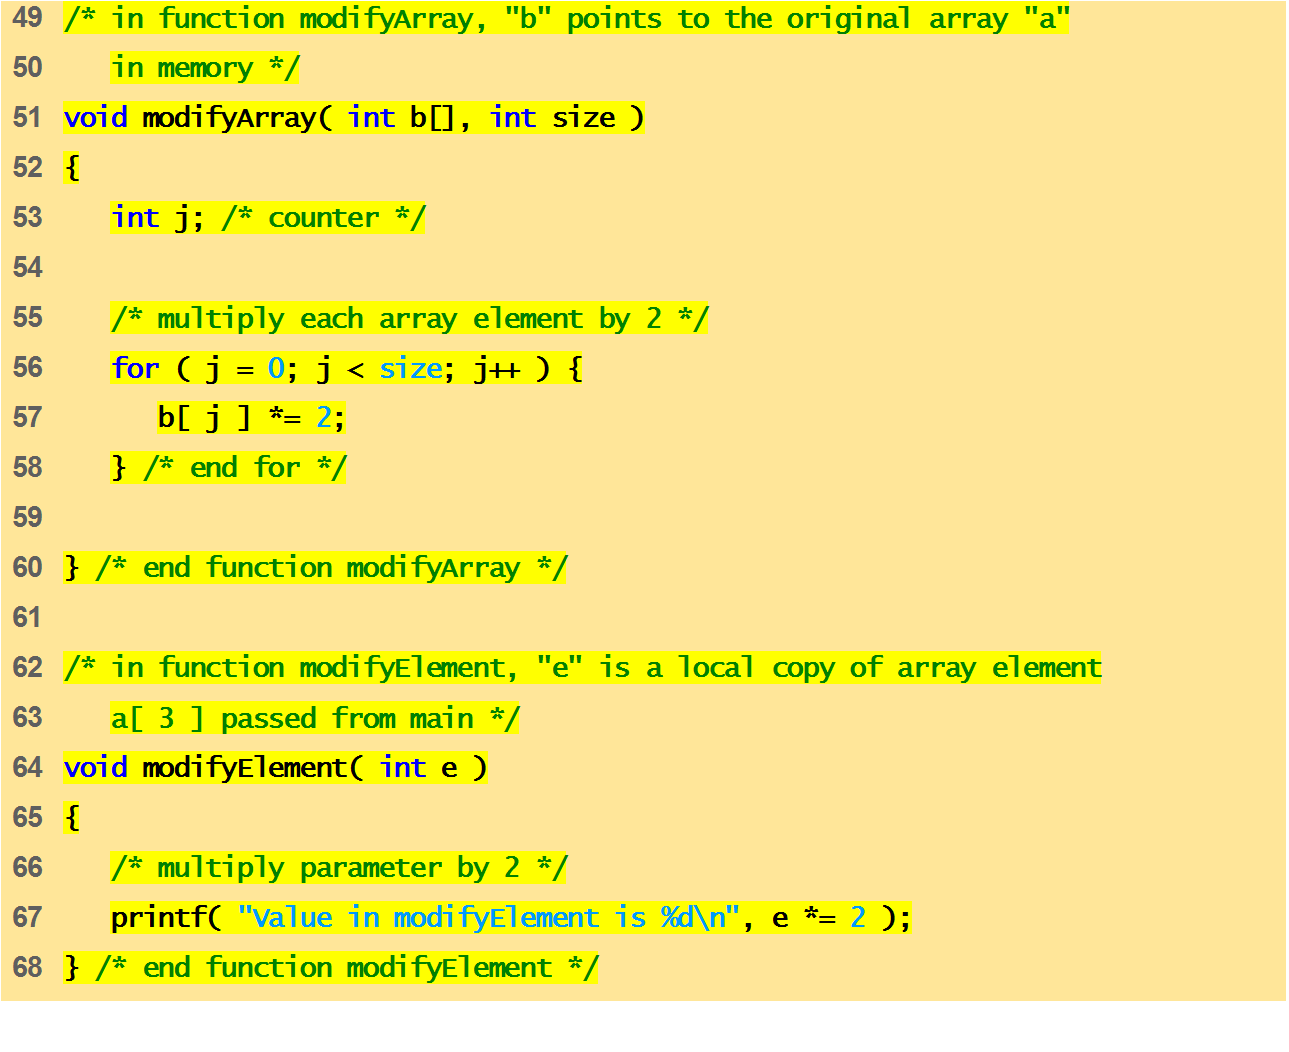 49 /* in function modifyArray, "b" points to the original array "a"
50 in memory */
51 void modifyArray( int b[], int size )
52 {
53 int j; /* counter */
54
55 /* multiply each array element by 2 */
56 for ( j = 0; j < size; j++ ) {
57 b[ j ] *= 2;
58 } /* end for */
59
60 } /* end function modifyArray */
61
62 /* in function modifyElement, "e" is a local copy of array element
63 a[ 3 ] passed from main */
64 void modifyElement( int e )
65 {
66 /* multiply parameter by 2 */
67 printf( "Value in modifyElement is %d\n", e *= 2 );
68 } /* end function modifyElement */